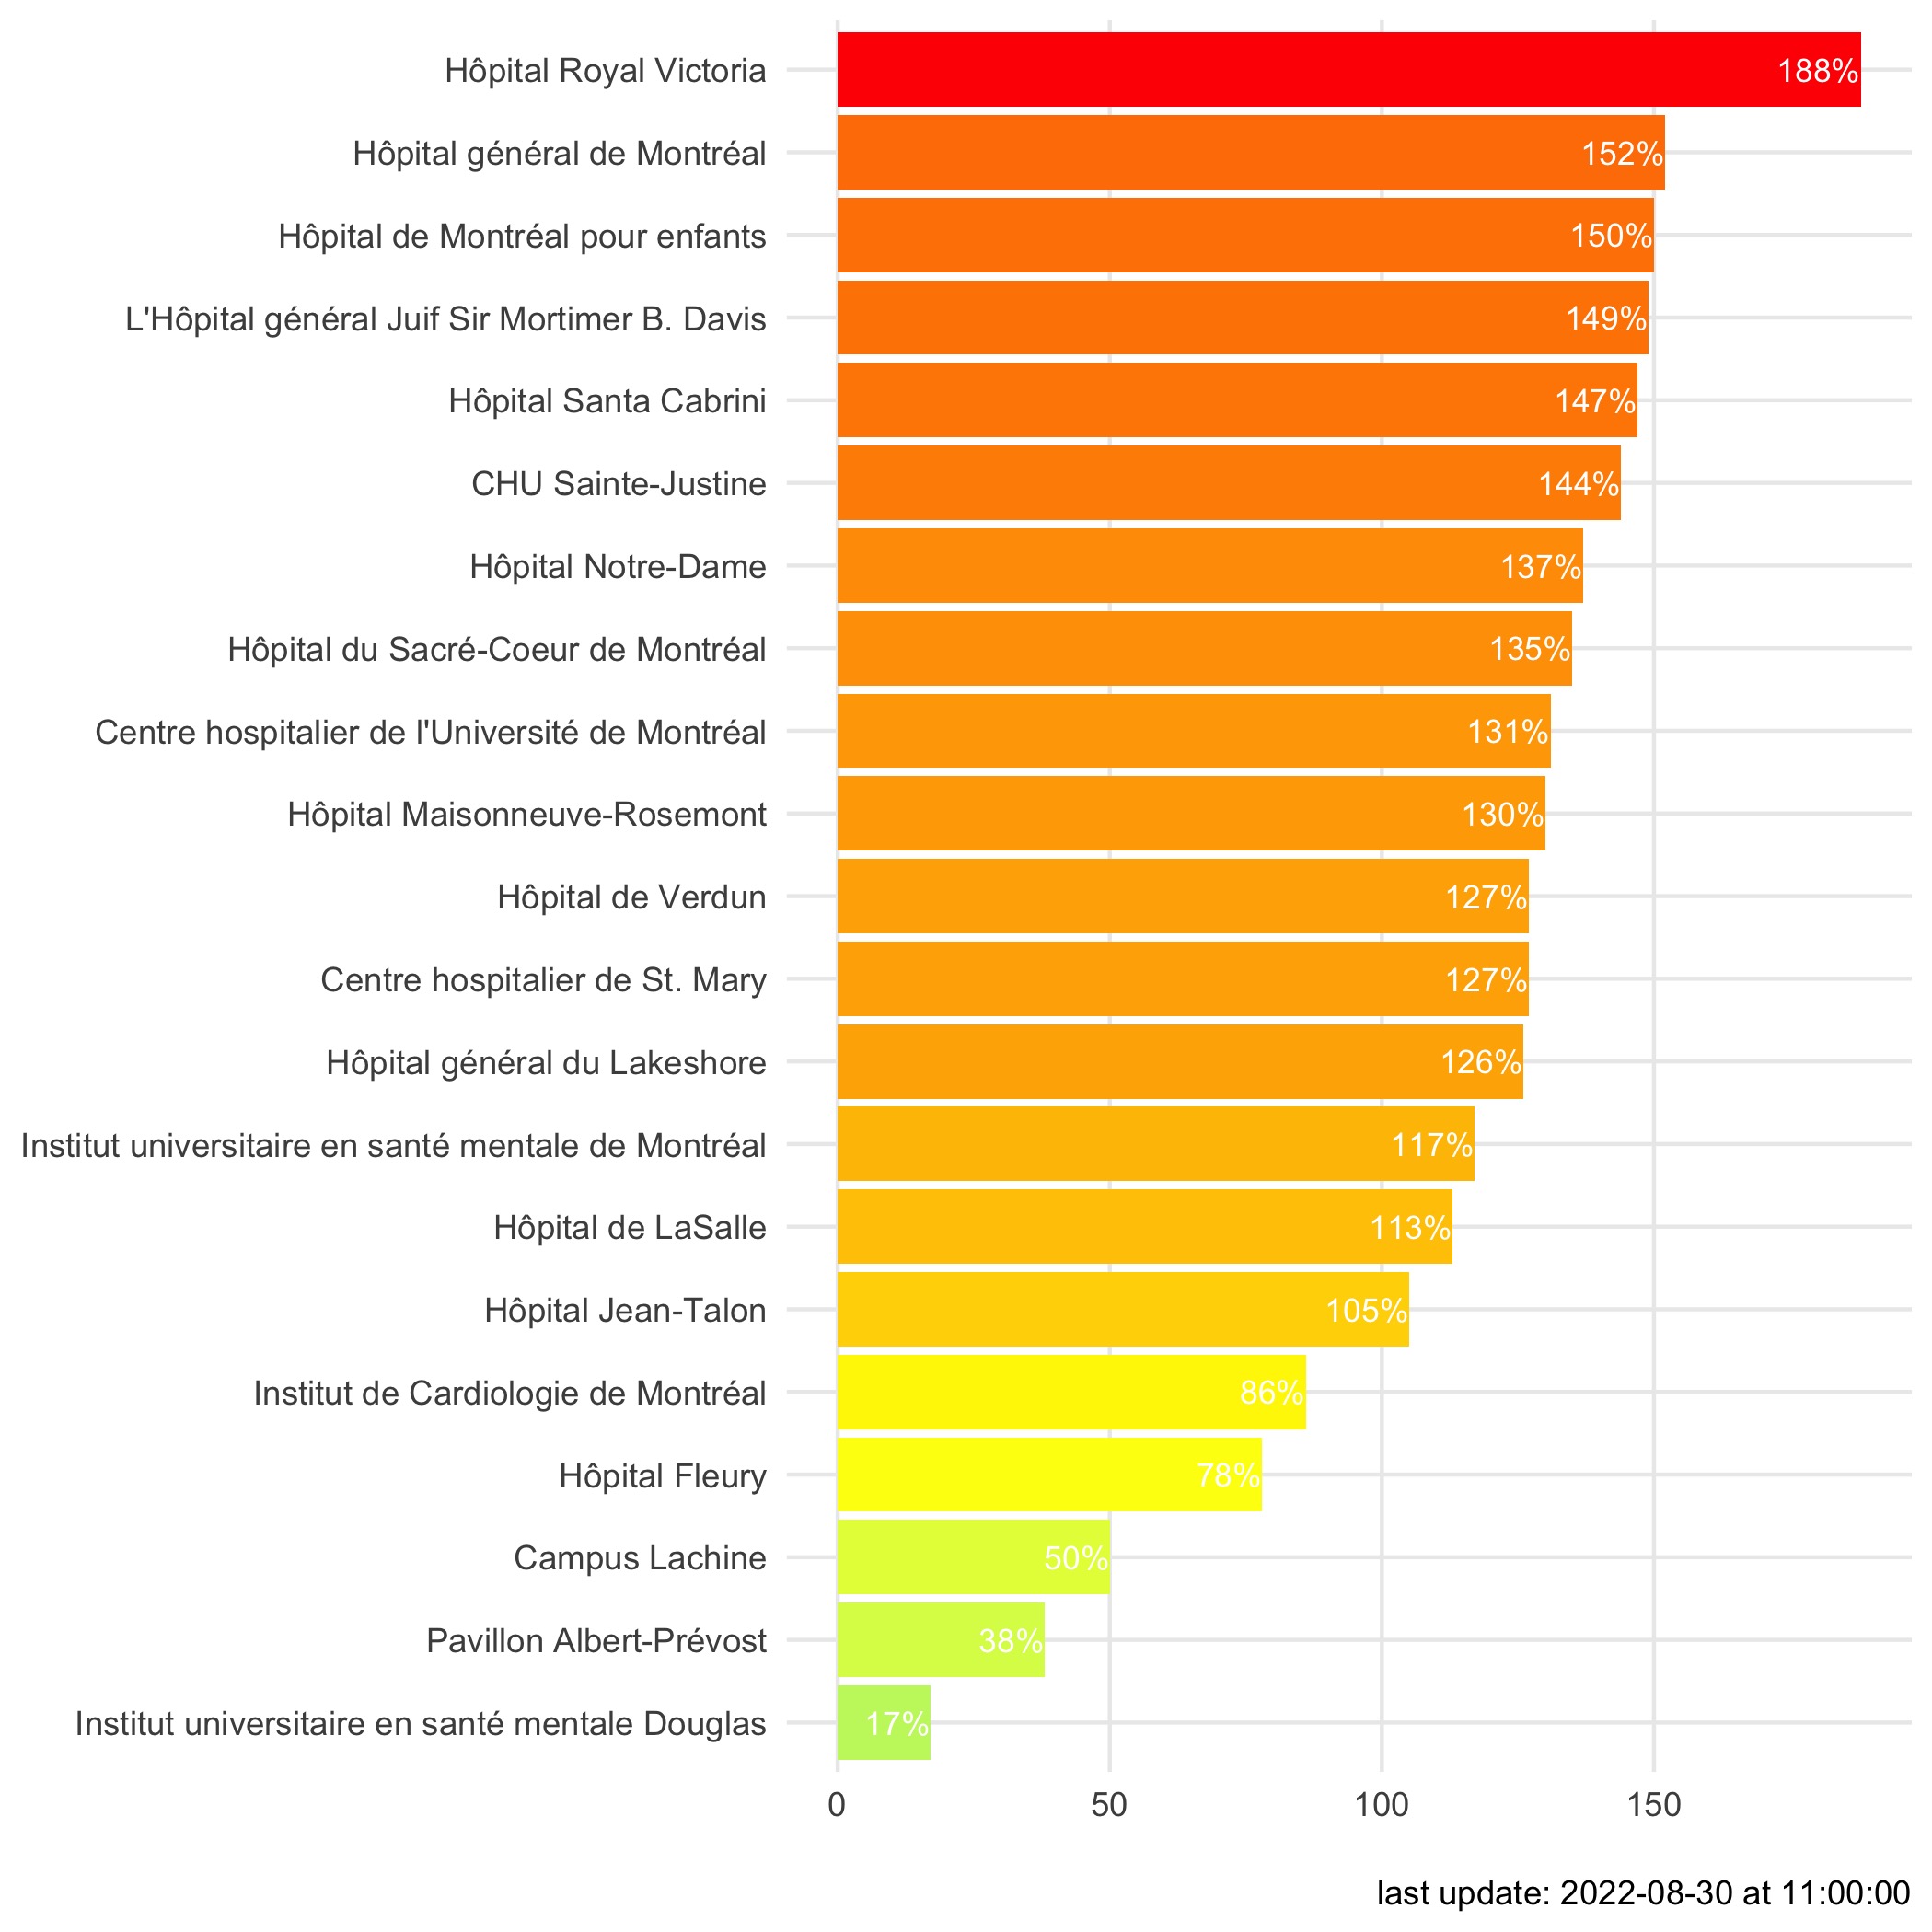 Hôpital Royal Victoria 188%
Hôpital général de Montréal 152%
Hôpital de Montréal pour enfants 150%
L'Hôpital général Juif Sir Mortimer B. Davis 149%
Hôpital Santa Cabrini 147%
CHU Sainte-Justine 144%
Hôpital Notre-Dame 137%
Hôpital du Sacré-Coeur de Montréal 135%
Centre hospitalier de l'Université de Montréal 131%
Hôpital Maisonneuve-Rosemont 130%
Hôpital de Verdun 127%
Centre hospitalier de St. Mary 127%
Hôpital général du Lakeshore 126%
Institut universitaire en santé mentale de Montréal 117%
Hôpital de LaSalle 113%
Hôpital Jean-Talon 105%
Institut de Cardiologie de Montréal 86%
Hôpital Fleury 78%
Campus Lachine 50%
Pavillon Albert-Prévost 38%
Institut universitaire en santé mentale Douglas 17%
0 50 100 150
last update: 2022-08-30 at 11:00:00